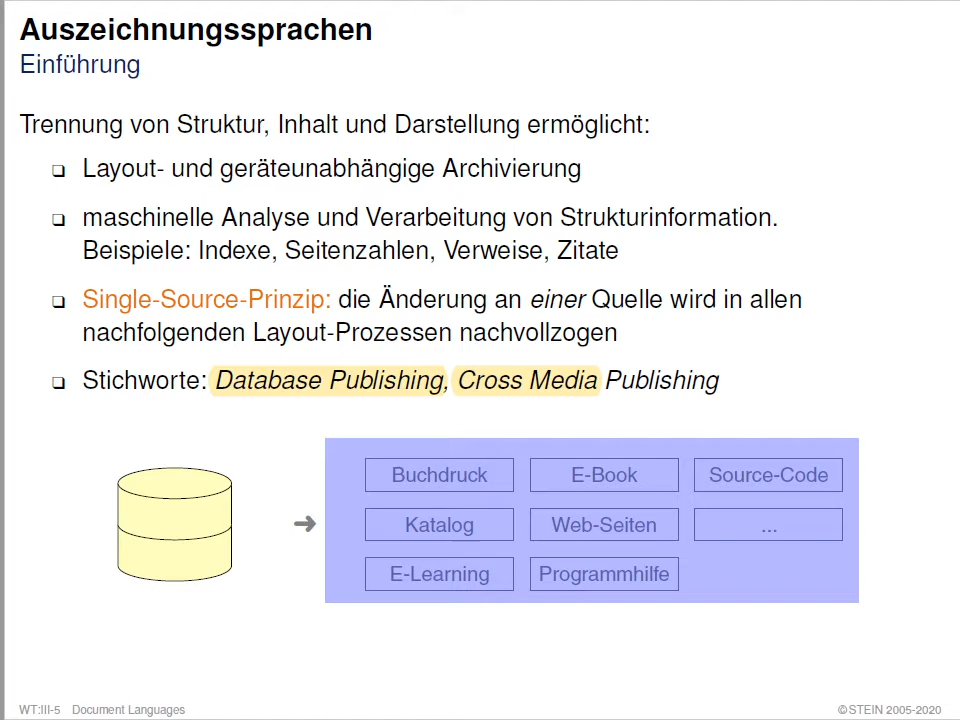 Auszeichnungssprachen
Einführung
Trennung von Struktur, Inhalt und Darstellung ermöglicht:
❏ Layout- und geräteunabhängige Archivierung
❏ maschinelle Analyse und Verarbeitung von Strukturinformation.
Beispiele: Indexe, Seitenzahlen, Verweise, Zitate
❏ Single-Source-Prinzip: die Änderung an einer Quelle wird in allen
nachfolgenden Layout-Prozessen nachvollzogen
❏ Stichworte: Database Publishing, Cross Media Publishing
Buchdruck E-Book Source-Code
Katalog Web-Seiten ...
E-Learning Programmhilfe
WT:III-5 Document Languages ©STEIN 2005-2020